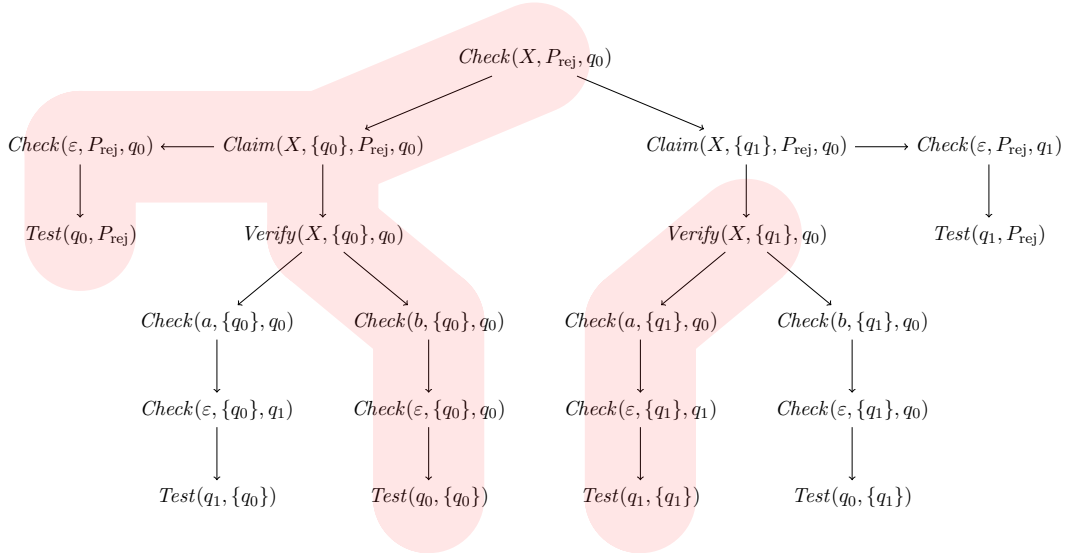 Check(X, P_rej, q_0)
Check(ε, P_rej, q_0) Claim(X, {q_0}, P_rej, q_0) Claim(X, {q_1}, P_rej, q_0) Check(ε, P_rej, q_1)
Test(q_0, P_rej) Verify(X, {q_0}, q_0) Verify(X, {q_1}, q_0) Test(q_1, P_rej)
Check(a, {q_0}, q_0) Check(b, {q_0}, q_0) Check(a, {q_1}, q_0) Check(b, {q_1}, q_0)
Check(ε, {q_0}, q_1) Check(ε, {q_0}, q_0) Check(ε, {q_1}, q_1) Check(ε, {q_1}, q_0)
Test(q_1, {q_0}) Test(q_0, {q_0}) Test(q_1, {q_1}) Test(q_0, {q_1})